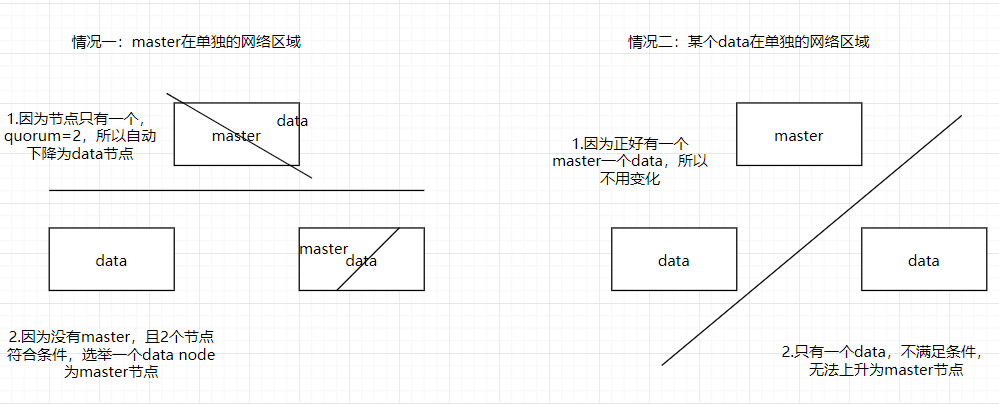 情况一：master在单独的网络区域
1.因为节点只有一个，
quorum=2，所以自动
下降为data节点
data
master
data
master
data
2.因为没有master，且2个节点
符合条件，选举一个data node
为master节点
情况二：某个data在单独的网络区域
1.因为正好有一个
master一个data，所以
不用变化
master
data
data
2.只有一个data，不满足条件，
无法上升为master节点